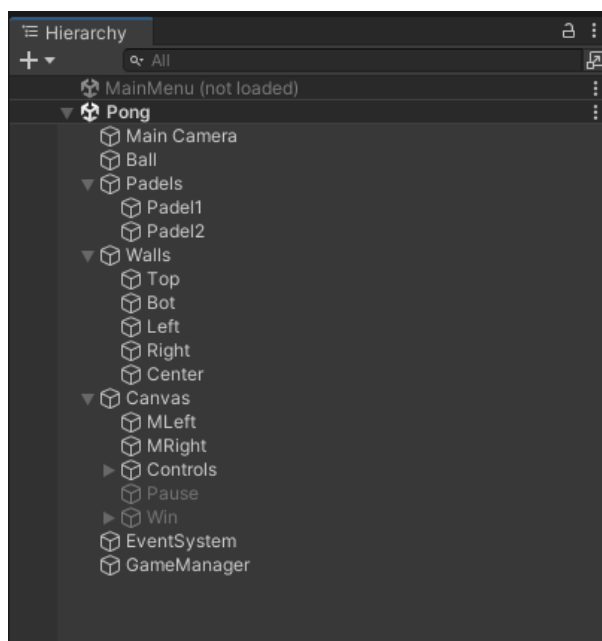 Hierarchy
All
MainMenu (not loaded)
Pong
Main Camera
Ball
Padels
Padel1
Padel2
Walls
Top
Bot
Left
Right
Center
Canvas
MLeft
MRight
Controls
Pause
Win
EventSystem
GameManager